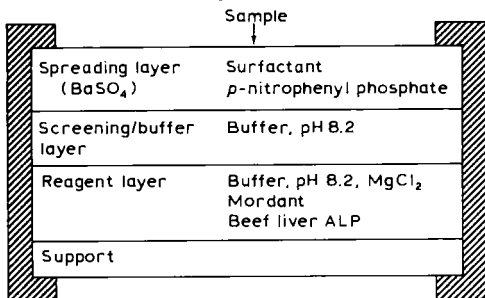 Sample
Spreading layer Surfactant
(BaSO₄) p-nitrophenyl phosphate
Screening/buffer Buffer, pH 8.2
layer
Reagent layer Buffer, pH 8.2, MgCl₂
Mordant
Beef liver ALP
Support